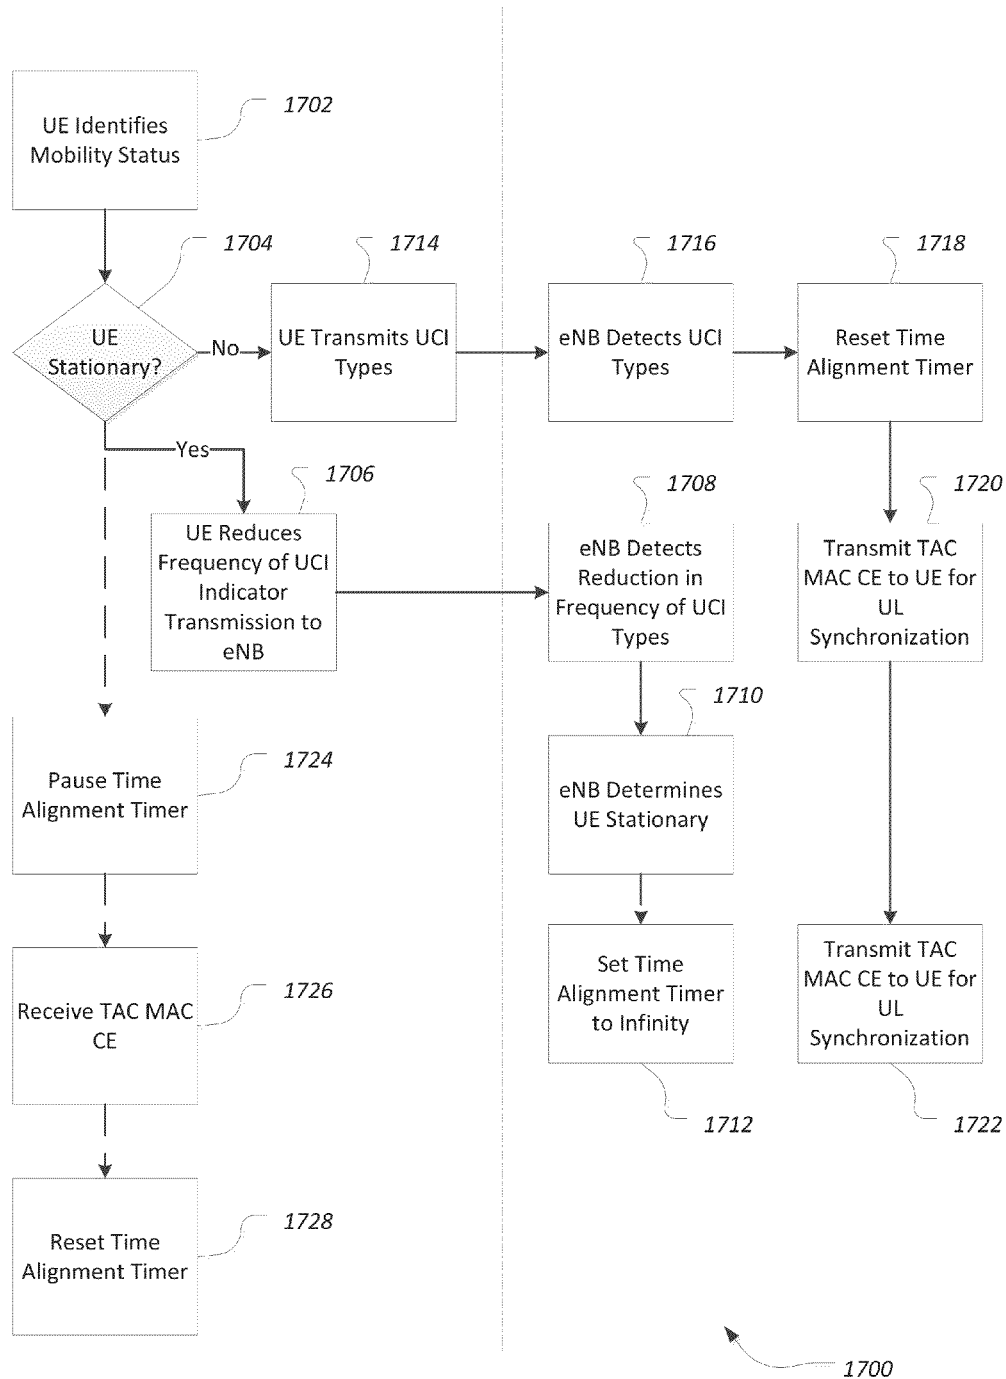 1702
UE Identifies
Mobility Status
1704
1714
1716
1718
UE
Stationary?
No
UE Transmits UCI
Types
eNB Detects UCI
Types
Reset Time
Alignment Timer
Yes
1706
1708
1720
UE Reduces
Frequency of UCI
Indicator
Transmission to
eNB
eNB Detects
Reduction in
Frequency of UCI
Types
Transmit TAC
MAC CE to UE for
UL
Synchronization
1710
1724
Pause Time
Alignment Timer
eNB Determines
UE Stationary
1726
Receive TAC MAC
CE
Set Time
Alignment Timer
to Infinity
Transmit TAC
MAC CE to UE for
UL
Synchronization
1712
1722
1728
Reset Time
Alignment Timer
1700